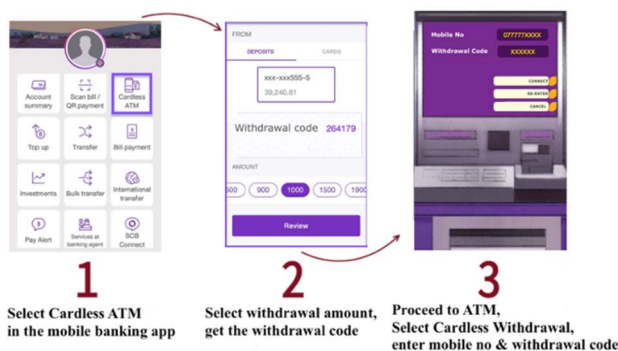 Account
summary
Scan bill /
QR payment
Cardless
ATM
Top up
Transfer
Bill payment
Investments
Bulk transfer
International
transfer
Pay Alert
Services at
banking agent
SCB
Connect
FROM
DEPOSITS CARDS
xxx-xxx555-5
39,240.81
Withdrawal code 264179
AMOUNT
900 1000 1500
Review
Mobile No 077777XXXX
Withdrawal Code XXXXXX
CORRECT
RE-ENTER
CANCEL
1
Select Cardless ATM
in the mobile banking app
2
Select withdrawal amount,
get the withdrawal code
3
Proceed to ATM,
Select Cardless Withdrawal,
enter mobile no & withdrawal code